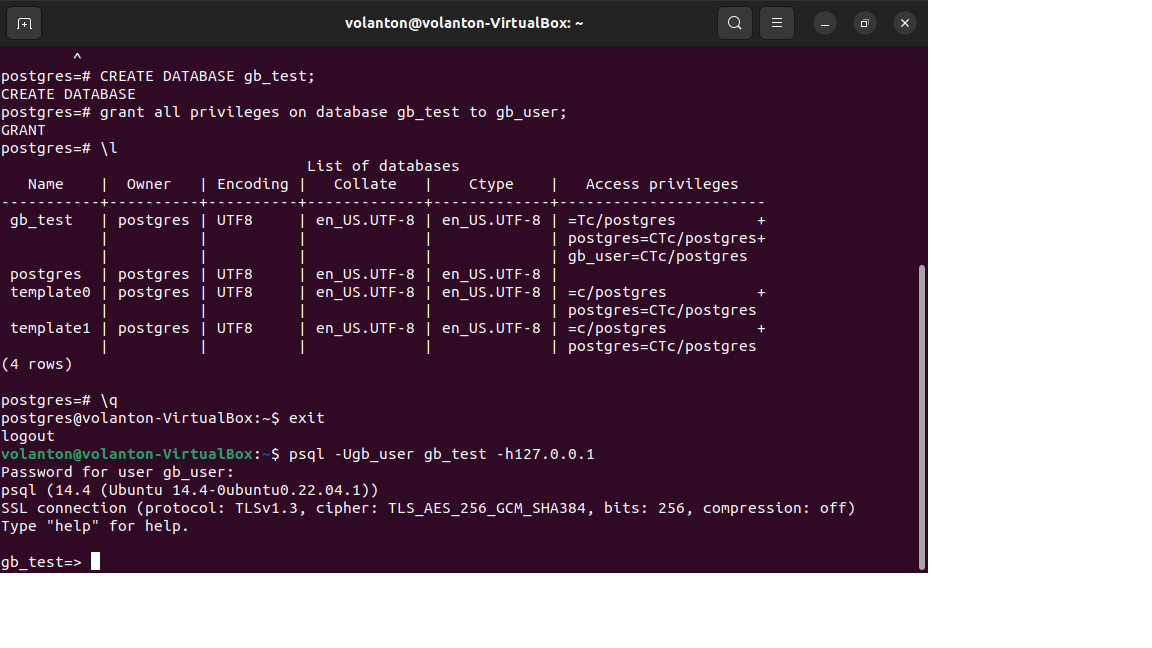 volanton@volanton-VirtualBox: ~
^
postgres=# CREATE DATABASE gb_test;
CREATE DATABASE
postgres=# grant all privileges on database gb_test to gb_user;
GRANT
postgres=# \l
                                  List of databases
   Name    |  Owner   | Encoding |   Collate   |    Ctype    |   Access privileges
-----------+----------+----------+-------------+-------------+-----------------------
 gb_test   | postgres | UTF8     | en_US.UTF-8 | en_US.UTF-8 | =Tc/postgres         +
           |          |          |             |             | postgres=CTc/postgres+
           |          |          |             |             | gb_user=CTc/postgres
 postgres  | postgres | UTF8     | en_US.UTF-8 | en_US.UTF-8 |
 template0 | postgres | UTF8     | en_US.UTF-8 | en_US.UTF-8 | =c/postgres          +
           |          |          |             |             | postgres=CTc/postgres
 template1 | postgres | UTF8     | en_US.UTF-8 | en_US.UTF-8 | =c/postgres          +
           |          |          |             |             | postgres=CTc/postgres
(4 rows)
postgres=# \q
postgres@volanton-VirtualBox:~$ exit
logout
volanton@volanton-VirtualBox:~$ psql -Ugb_user gb_test -h127.0.0.1
Password for user gb_user:
psql (14.4 (Ubuntu 14.4-0ubuntu0.22.04.1))
SSL connection (protocol: TLSv1.3, cipher: TLS_AES_256_GCM_SHA384, bits: 256, compression: off)
Type "help" for help.
gb_test=>